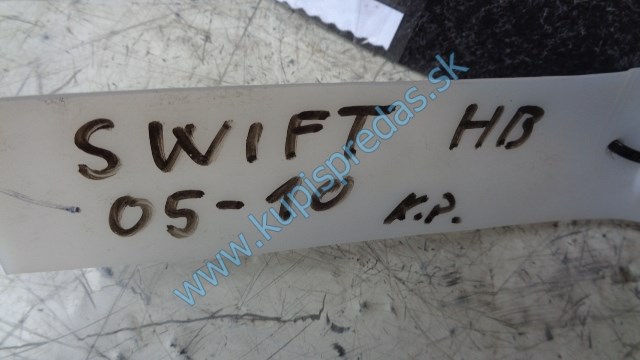 SWIFT HB
05-10 K.P.
www.kupispredas.sk